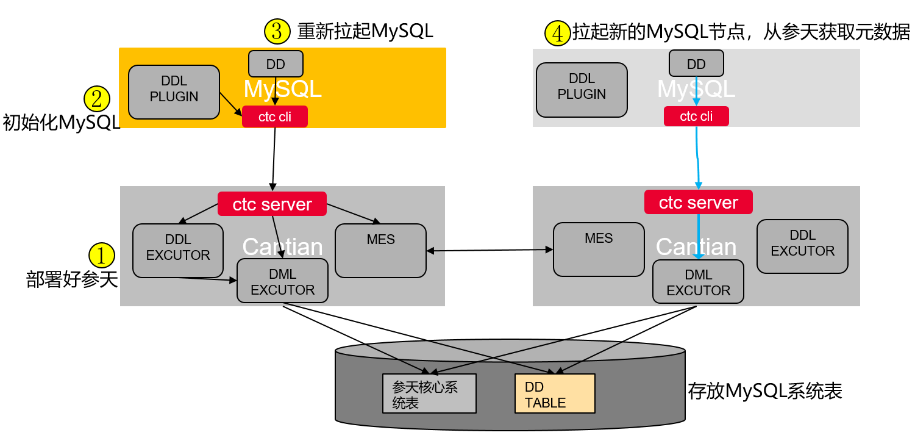 ③ 重新拉起MySQL
④ 拉起新的MySQL节点，从参天获取元数据
DD
DDL
PLUGIN
MySQL
ctc cli
②
初始化MySQL
DD
DDL
PLUGIN
MySQL
ctc cli
ctc server
DDL
EXCUTOR
Cantian
MES
DML
EXCUTOR
①
部署好参天
ctc server
MES
Cantian
DDL
EXCUTOR
DML
EXCUTOR
参天核心系
统表
DD
TABLE
存放MySQL系统表